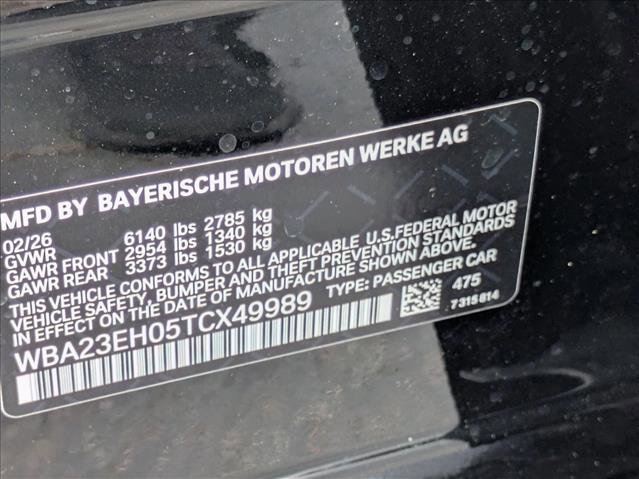 MFD BY BAYERISCHE MOTOREN WERKE AG
02/26
GVWR 6140 lbs 2785 kg
GAWR FRONT 2954 lbs 1340 kg
GAWR REAR 3373 lbs 1530 kg
THIS VEHICLE CONFORMS TO ALL APPLICABLE U.S.FEDERAL MOTOR
VEHICLE SAFETY, BUMPER AND THEFT PREVENTION STANDARDS
IN EFFECT ON THE DATE OF MANUFACTURE SHOWN ABOVE.
WBA23EH05TCX49989 TYPE: PASSENGER CAR
475
7315814